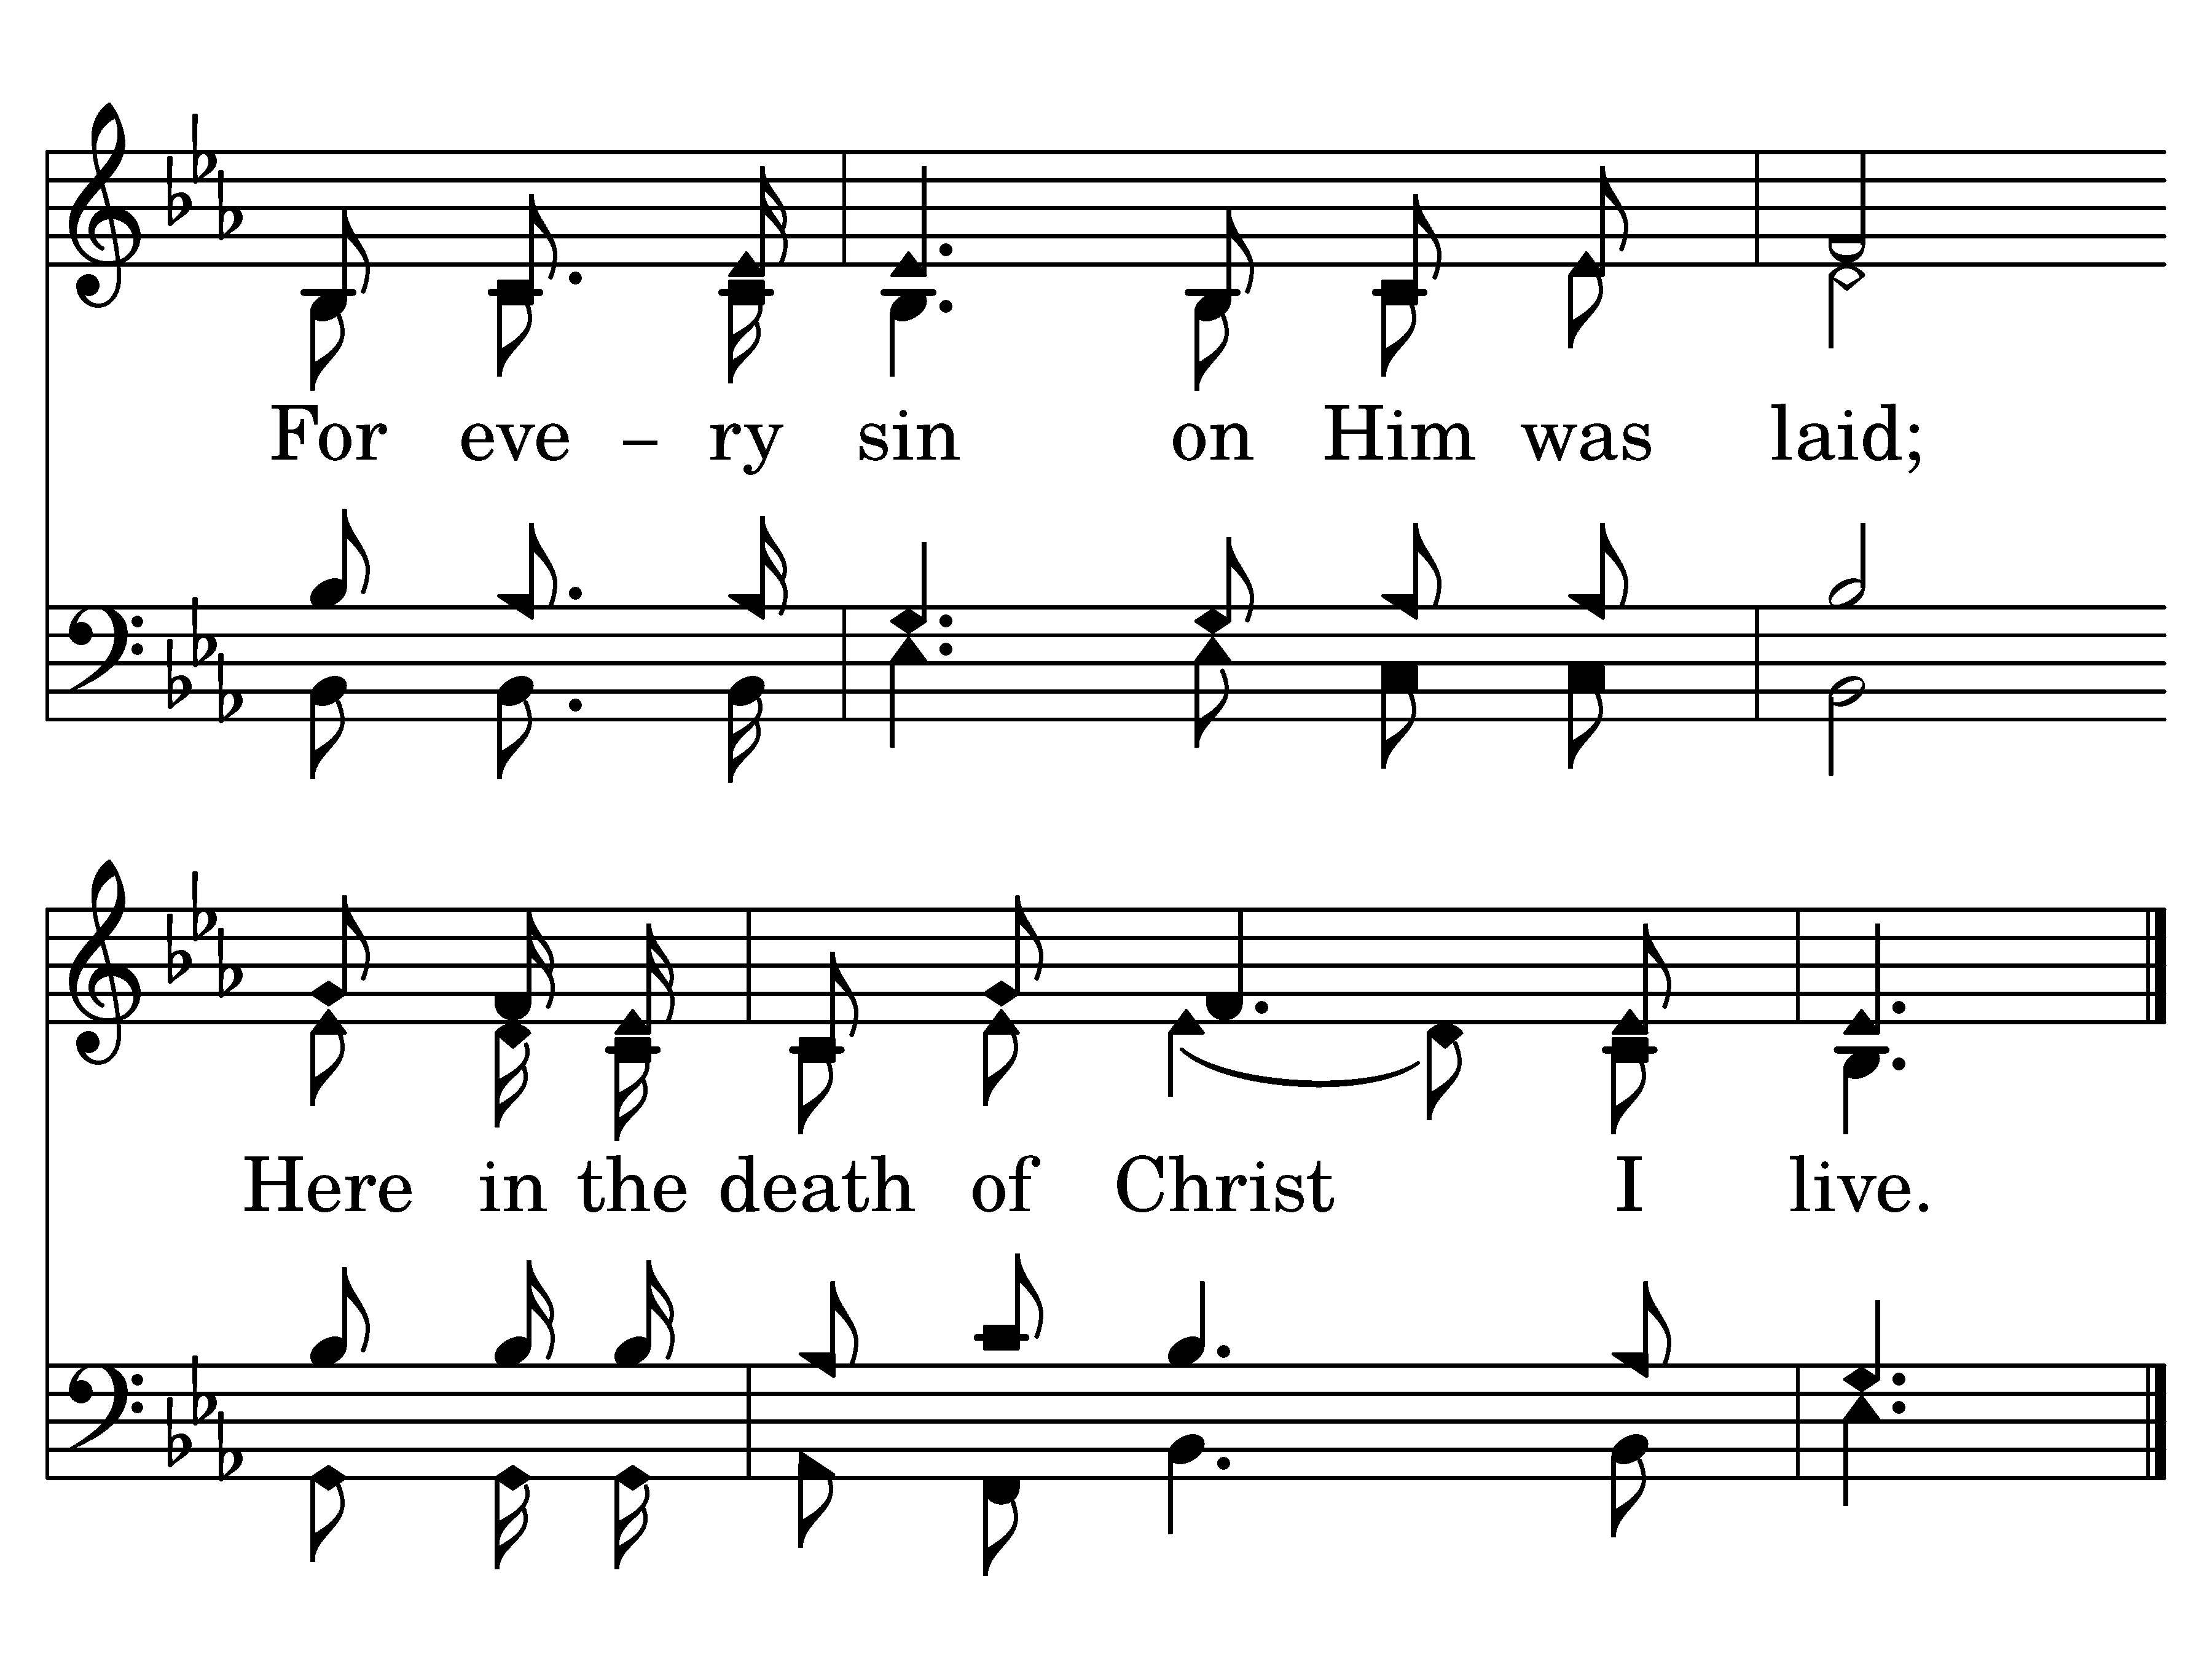 For eve – ry sin on Him was laid;
Here in the death of Christ I live.